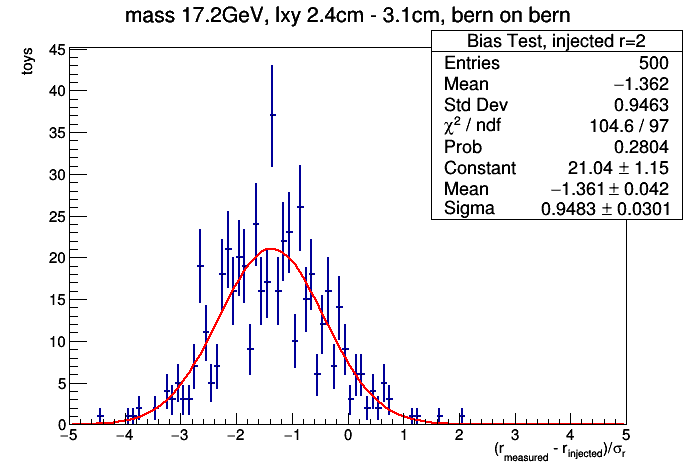 mass 17.2GeV, lxy 2.4cm - 3.1cm, bern on bern
Bias Test, injected r=2
Entries 500
Mean −1.362
Std Dev 0.9463
χ² / ndf 104.6 / 97
Prob 0.2804
Constant 21.04 ± 1.15
Mean −1.361 ± 0.042
Sigma 0.9483 ± 0.0301
toys
45
40
35
30
25
20
15
10
5
0
−5 −4 −3 −2 −1 0 1 2 3 4 5
(r_measured - r_injected)/σ_r